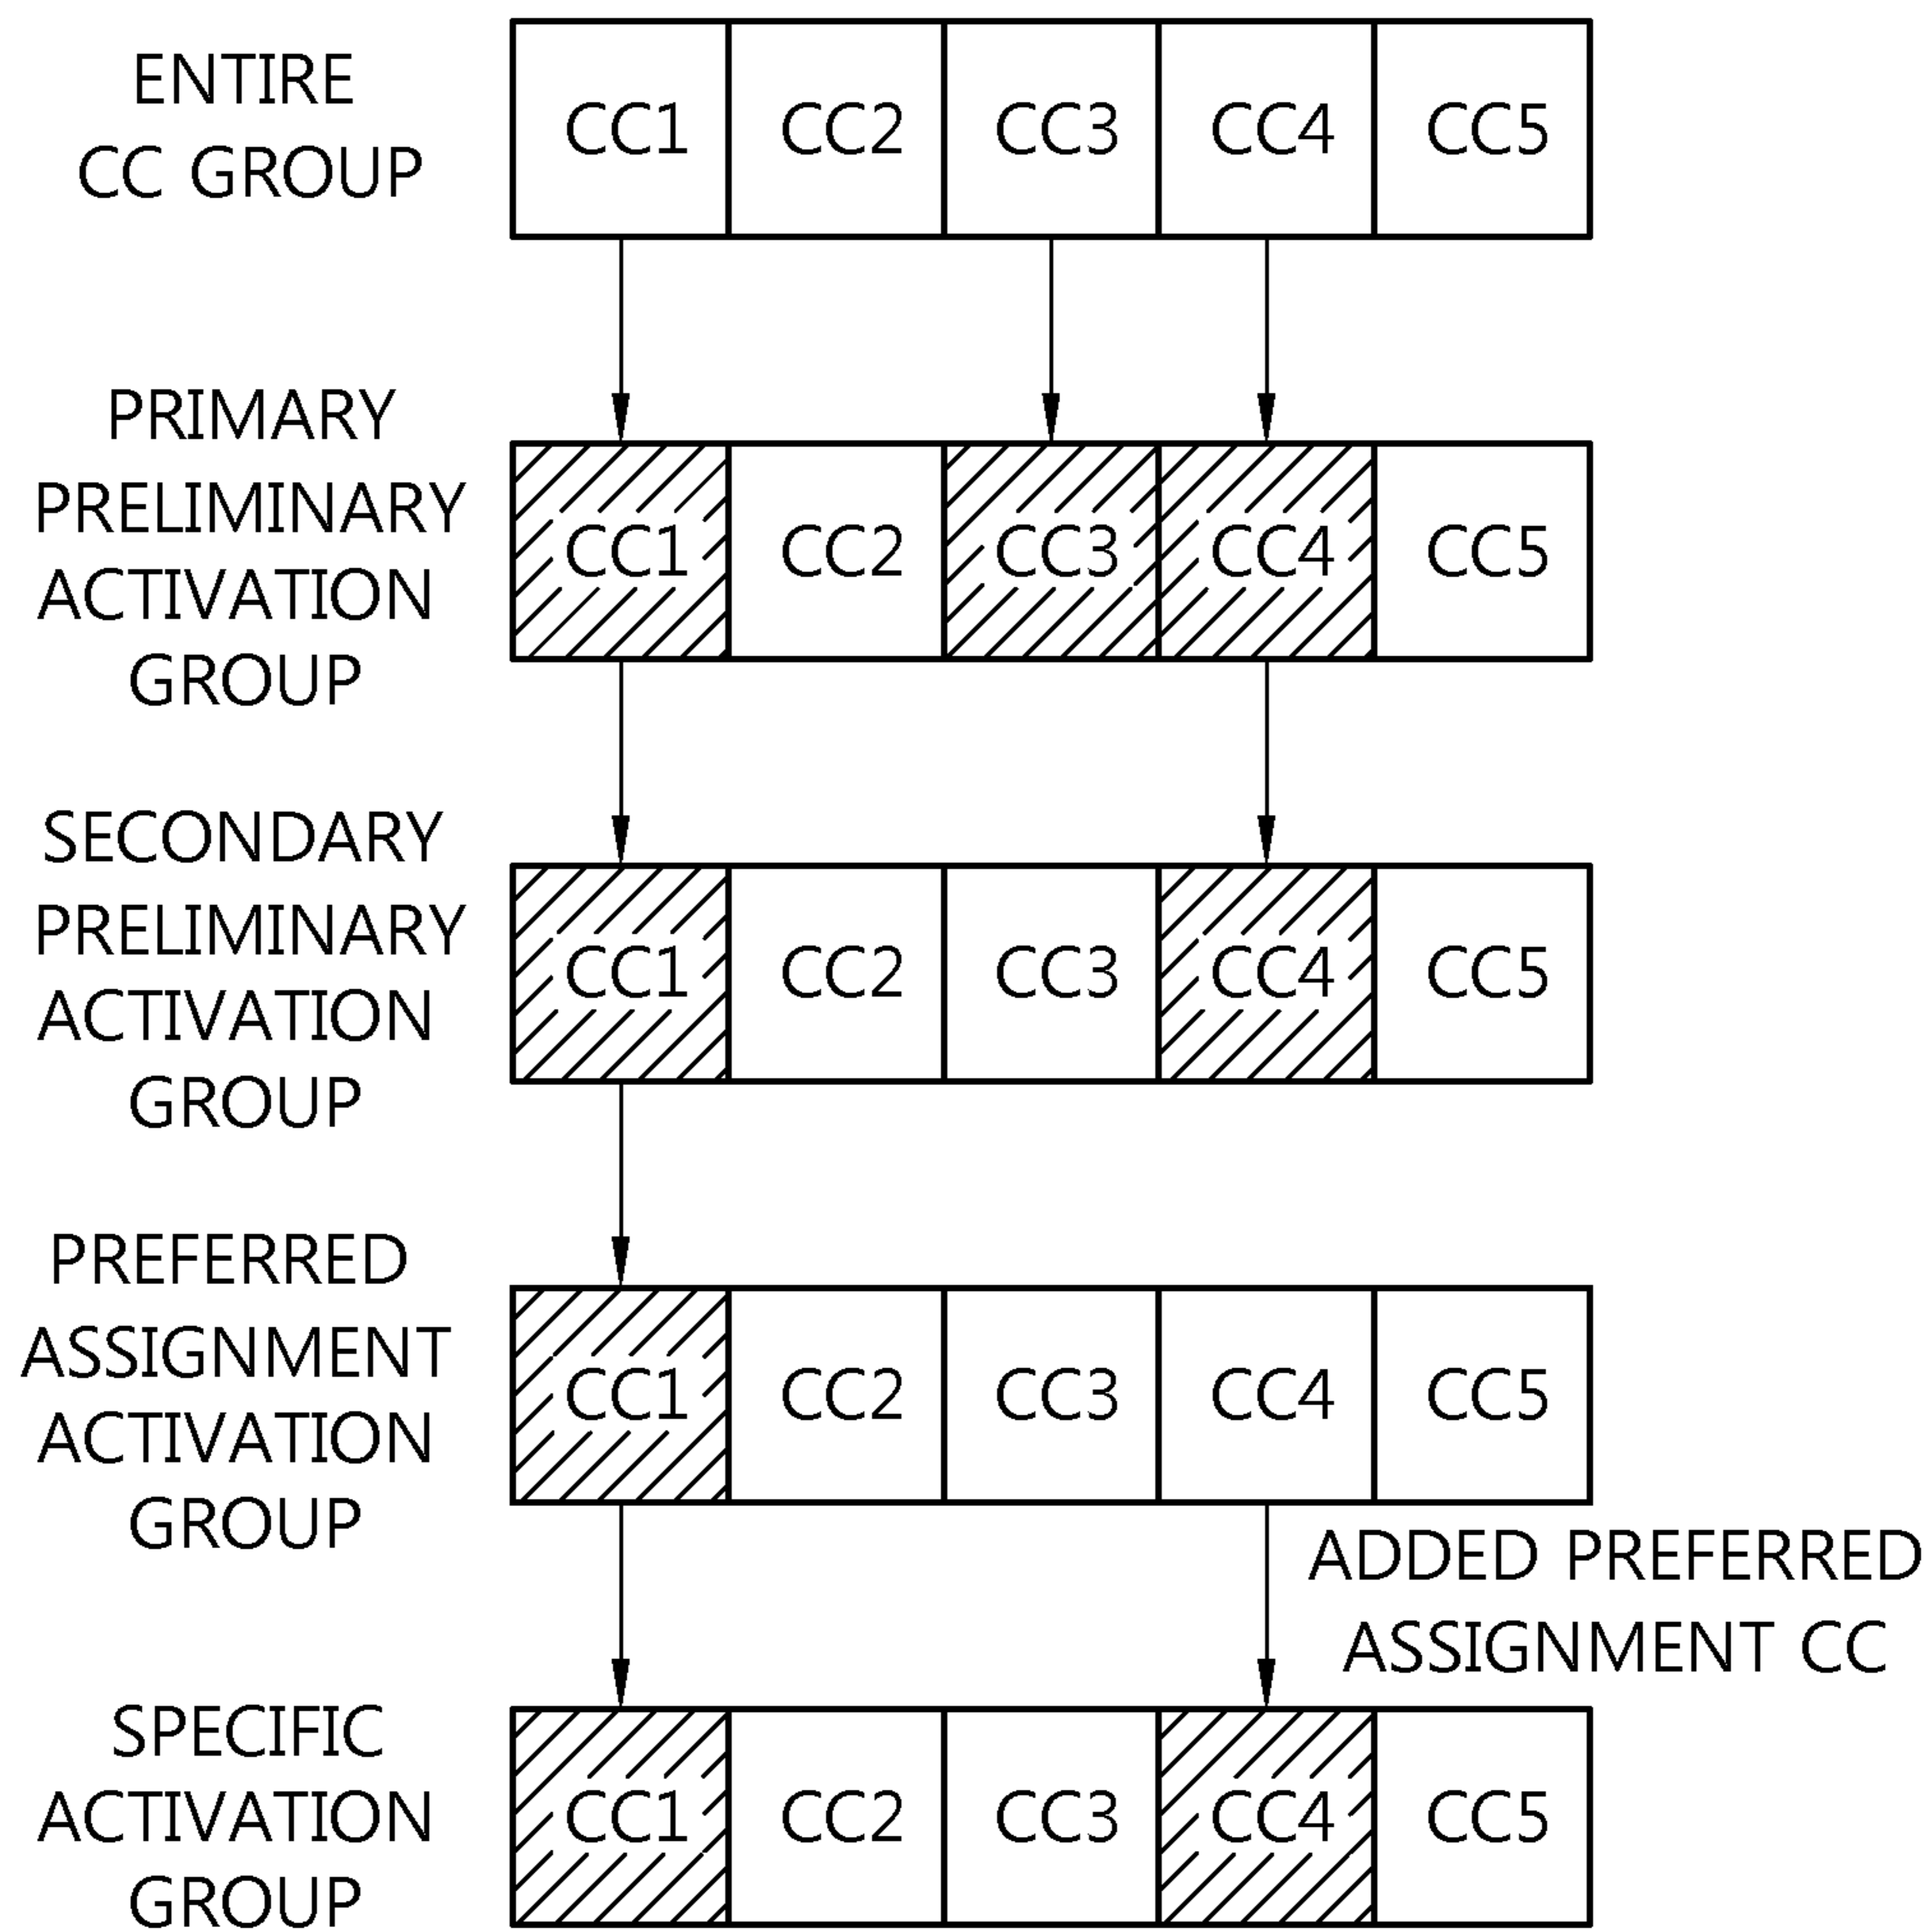 ENTIRE
CC GROUP
CC1 CC2 CC3 CC4 CC5
PRIMARY
PRELIMINARY
ACTIVATION
GROUP
CC1 CC2 CC3 CC4 CC5
SECONDARY
PRELIMINARY
ACTIVATION
GROUP
CC1 CC2 CC3 CC4 CC5
PREFERRED
ASSIGNMENT
ACTIVATION
GROUP
CC1 CC2 CC3 CC4 CC5
ADDED PREFERRED
ASSIGNMENT CC
SPECIFIC
ACTIVATION
GROUP
CC1 CC2 CC3 CC4 CC5